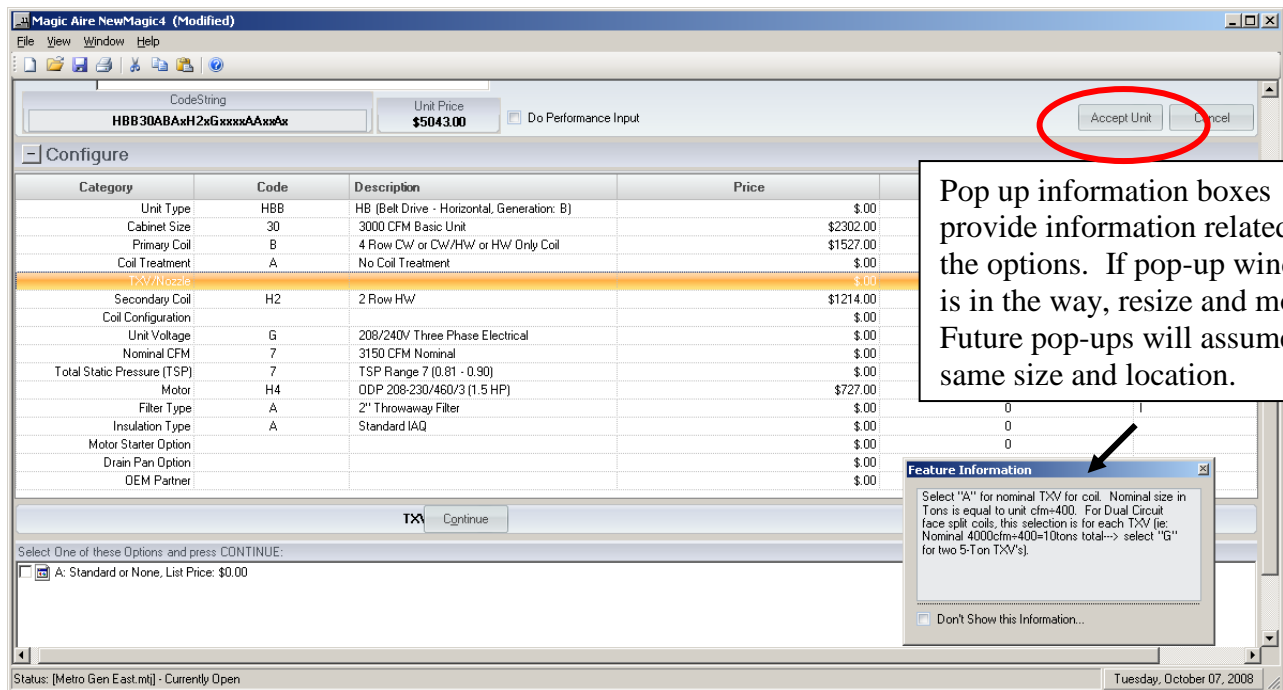 Magic Aire NewMagic4 (Modified)
File View Window Help
CodeString
HBB30ABAxH2xGxxxxAAxxAx
Unit Price
$5043.00
Do Performance Input
Accept Unit
Cancel
Configure
Category Code Description Price
Unit Type HBB HB (Belt Drive - Horizontal, Generation: B) $.00
Cabinet Size 30 3000 CFM Basic Unit $2302.00
Primary Coil B 4 Row CW or CW/HW or HW Only Coil $1527.00
Coil Treatment A No Coil Treatment $.00
TXV/Nozzle $.00
Secondary Coil H2 2 Row HW $1214.00
Coil Configuration $.00
Unit Voltage G 208/240V Three Phase Electrical $.00
Nominal CFM 7 3150 CFM Nominal $.00
Total Static Pressure (TSP) 7 TSP Range 7 (0.81 - 0.90) $.00
Motor H4 ODP 208-230/460/3 (1.5 HP) $727.00
Filter Type A 2" Throwaway Filter $.00 0
Insulation Type A Standard IAQ $.00 0
Motor Starter Option $.00 0
Drain Pan Option $.00
OEM Partner $.00
Pop up information boxes
provide information related
the options. If pop-up wind
is in the way, resize and mo
Future pop-ups will assume
same size and location.
TXV
Continue
Select One of these Options and press CONTINUE:
A: Standard or None, List Price: $0.00
Feature Information
Select "A" for nominal TXV for coil. Nominal size in
Tons is equal to unit cfm÷400. For Dual Circuit
face split coils, this selection is for each TXV (ie:
Nominal 4000cfm÷400=10tons total---> select "G"
for two 5-Ton TXV's).
Don't Show this Information...
Status: [Metro Gen East.mtj] - Currently Open
Tuesday, October 07, 2008